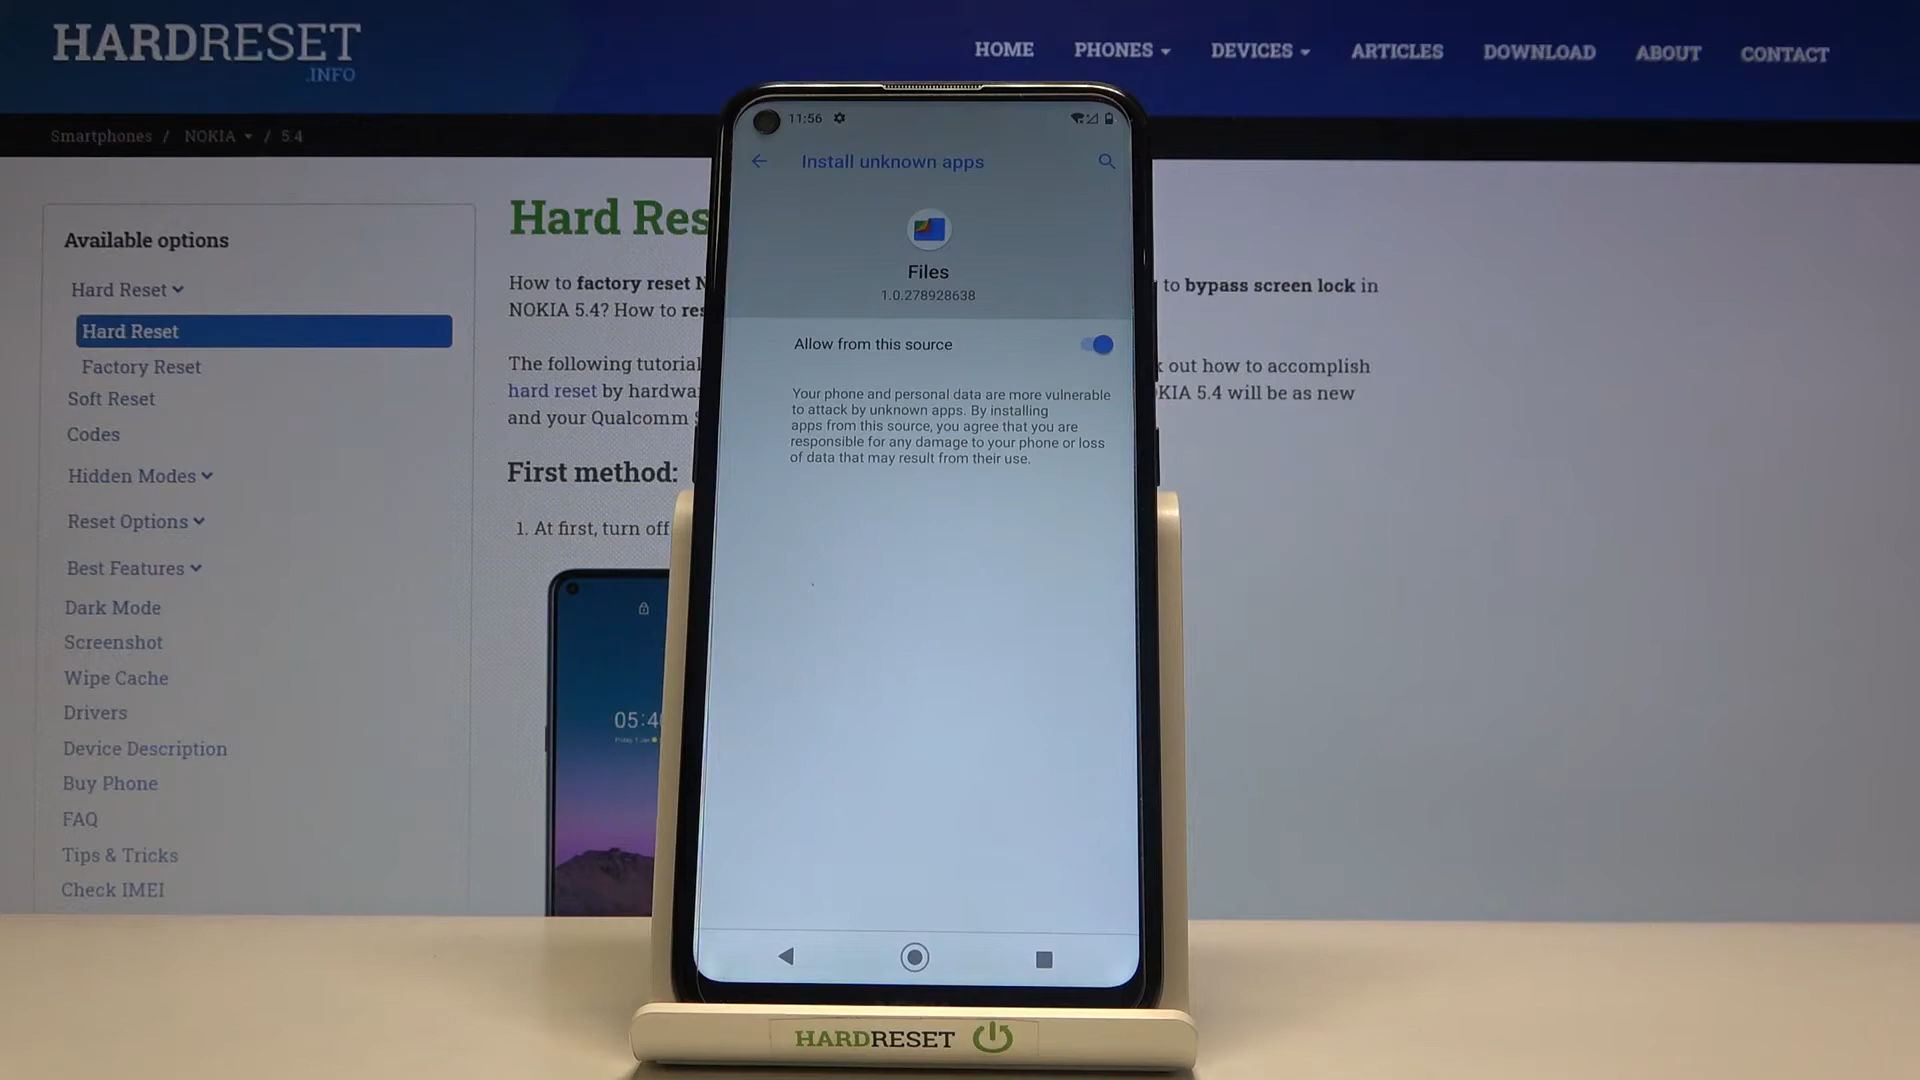 HARDRESET
.INFO
HOME PHONES DEVICES ARTICLES DOWNLOAD ABOUT CONTACT
Smartphones / NOKIA / 5.4
Available options
Hard Reset
Hard Reset
Factory Reset
Soft Reset
Codes
Hidden Modes
Reset Options
Best Features
Dark Mode
Screenshot
Wipe Cache
Drivers
Device Description
Buy Phone
FAQ
Tips & Tricks
Check IMEI
Hard Res
How to factory reset N
to bypass screen lock in
NOKIA 5.4? How to res
The following tutorial
out how to accomplish
hard reset by hardwa
KIA 5.4 will be as new
and your Qualcomm S
First method:
1. At first, turn off
05:4
11:56
Install unknown apps
Files
1.0.278928638
Allow from this source
Your phone and personal data are more vulnerable
to attack by unknown apps. By installing
apps from this source, you agree that you are
responsible for any damage to your phone or loss
of data that may result from their use.
HARDRESET